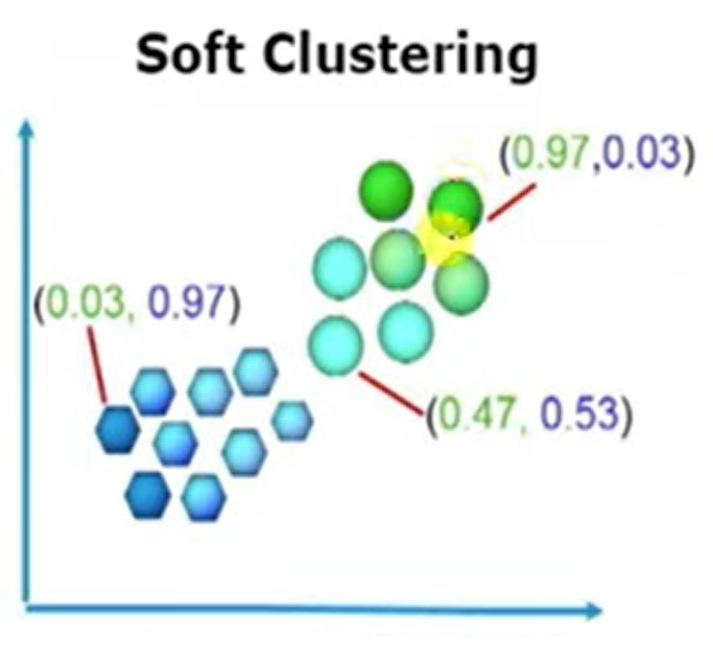 Soft Clustering
(0.97,0.03)
(0.03, 0.97)
(0.47, 0.53)